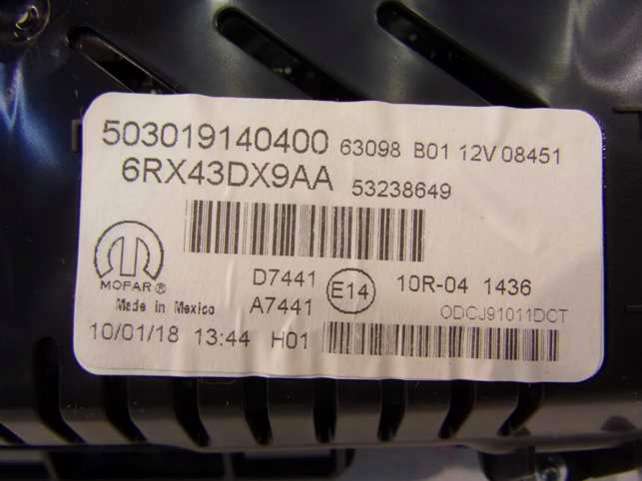 503019140400 63098 B01 12V 08451
6RX43DX9AA 53238649
MOPAR®
Made in Mexico
D7441
A7441
E14
10R-04 1436
ODCJ91011DCT
10/01/18 13:44 H01